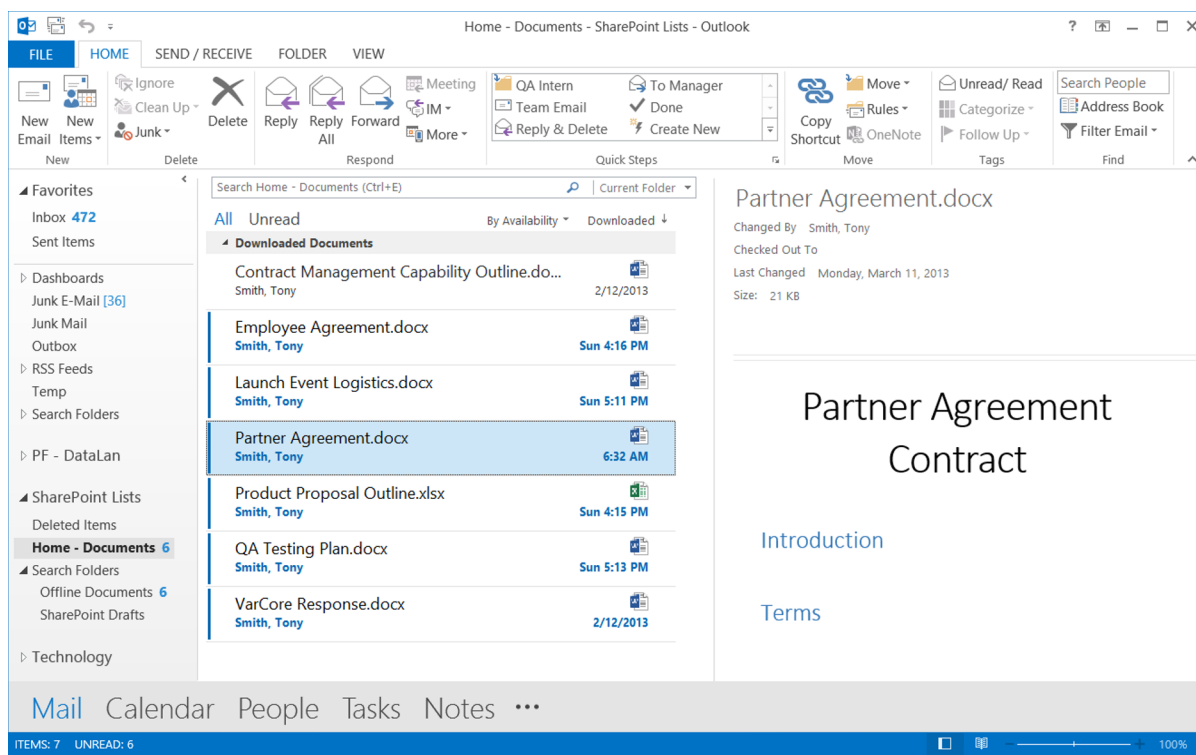 Home - Documents - SharePoint Lists - Outlook
?
FILE HOME SEND / RECEIVE FOLDER VIEW
New Email
New Items
New
Ignore
Clean Up
Junk
Delete
Delete
Reply
Reply All
Forward
Meeting
IM
More
Respond
QA Intern
To Manager
Team Email
Done
Reply & Delete
Create New
Quick Steps
Copy Shortcut
Move
Rules
OneNote
Move
Unread/ Read
Categorize
Follow Up
Tags
Search People
Address Book
Filter Email
Find
Favorites
Inbox 472
Sent Items
Dashboards
Junk E-Mail [36]
Junk Mail
Outbox
RSS Feeds
Temp
Search Folders
PF - DataLan
SharePoint Lists
Deleted Items
Home - Documents 6
Search Folders
Offline Documents 6
SharePoint Drafts
Technology
Search Home - Documents (Ctrl+E)
Current Folder
All Unread By Availability Downloaded
Downloaded Documents
Contract Management Capability Outline.do...
Smith, Tony 2/12/2013
Employee Agreement.docx
Smith, Tony Sun 4:16 PM
Launch Event Logistics.docx
Smith, Tony Sun 5:11 PM
Partner Agreement.docx
Smith, Tony 6:32 AM
Product Proposal Outline.xlsx
Smith, Tony Sun 4:15 PM
QA Testing Plan.docx
Smith, Tony Sun 5:13 PM
VarCore Response.docx
Smith, Tony 2/12/2013
Partner Agreement.docx
Changed By Smith, Tony
Checked Out To
Last Changed Monday, March 11, 2013
Size: 21 KB
Partner Agreement
Contract
Introduction
Terms
Mail Calendar People Tasks Notes •••
ITEMS: 7 UNREAD: 6
100%